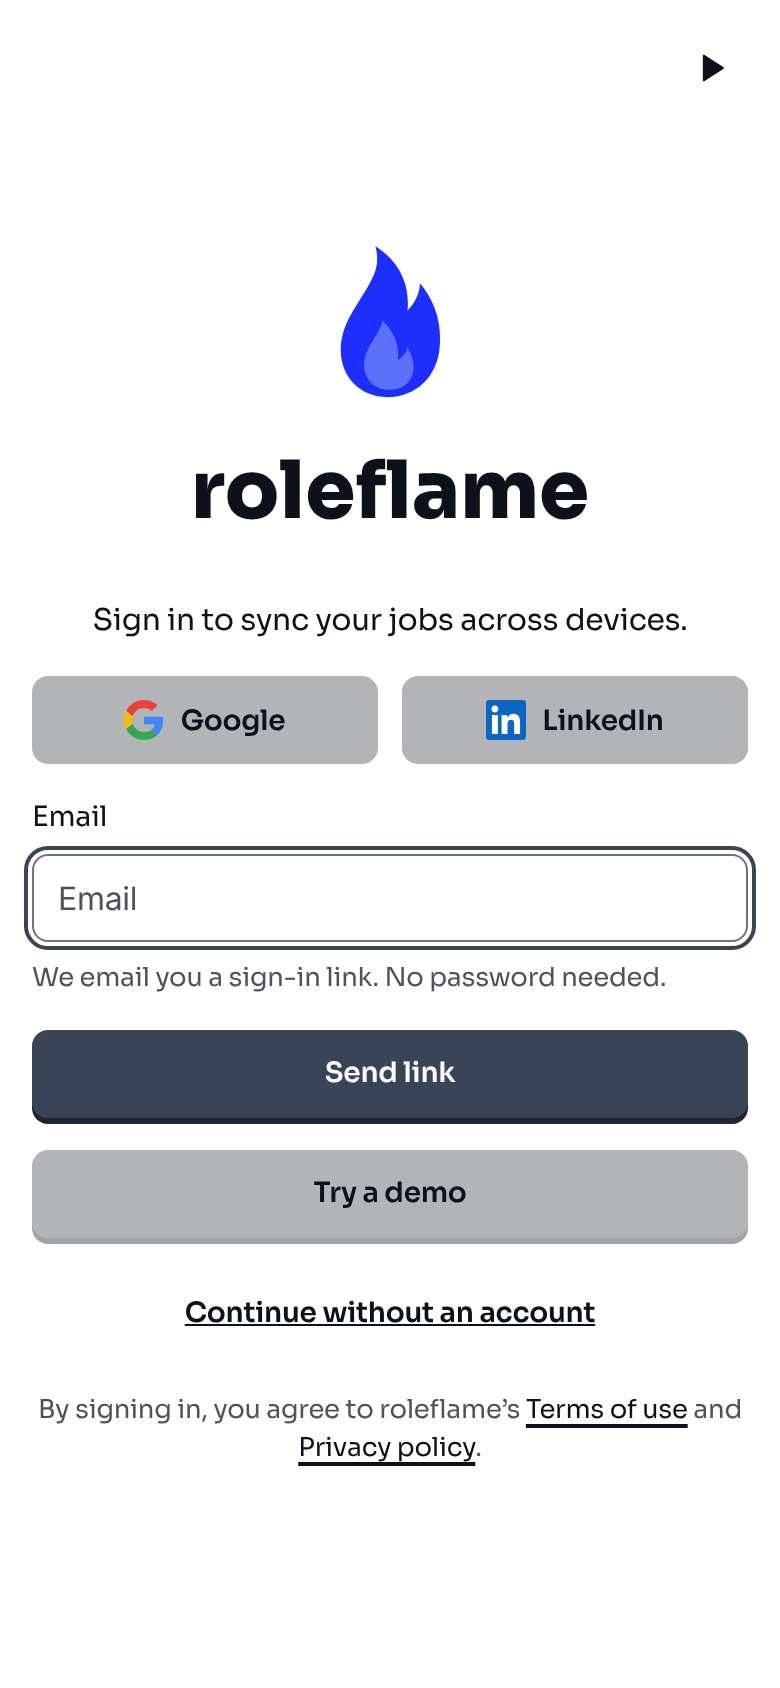 roleflame
Sign in to sync your jobs across devices.
Google
LinkedIn
Email
Email
We email you a sign-in link. No password needed.
Send link
Try a demo
Continue without an account
By signing in, you agree to roleflame’s Terms of use and
Privacy policy.